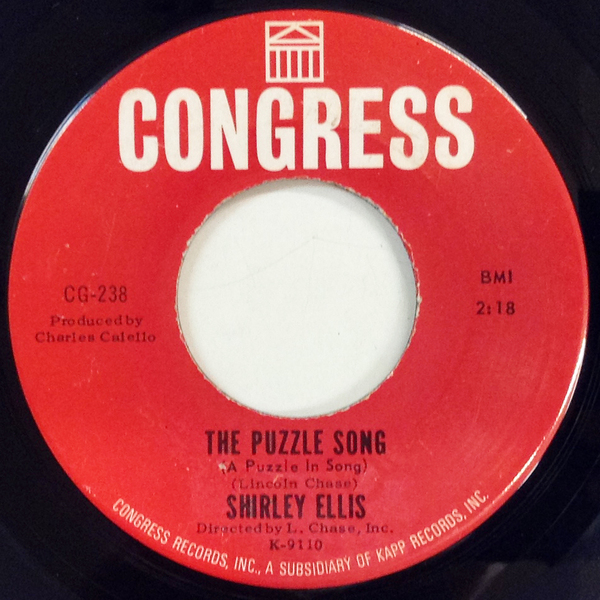 CONGRESS
CG-238
Produced by
Charles Calello
BMI
2:18
THE PUZZLE SONG
(A Puzzle In Song)
(Lincoln Chase)
SHIRLEY ELLIS
Directed by L. Chase, Inc.
K-9110
CONGRESS RECORDS, INC., A SUBSIDIARY OF KAPP RECORDS, INC.